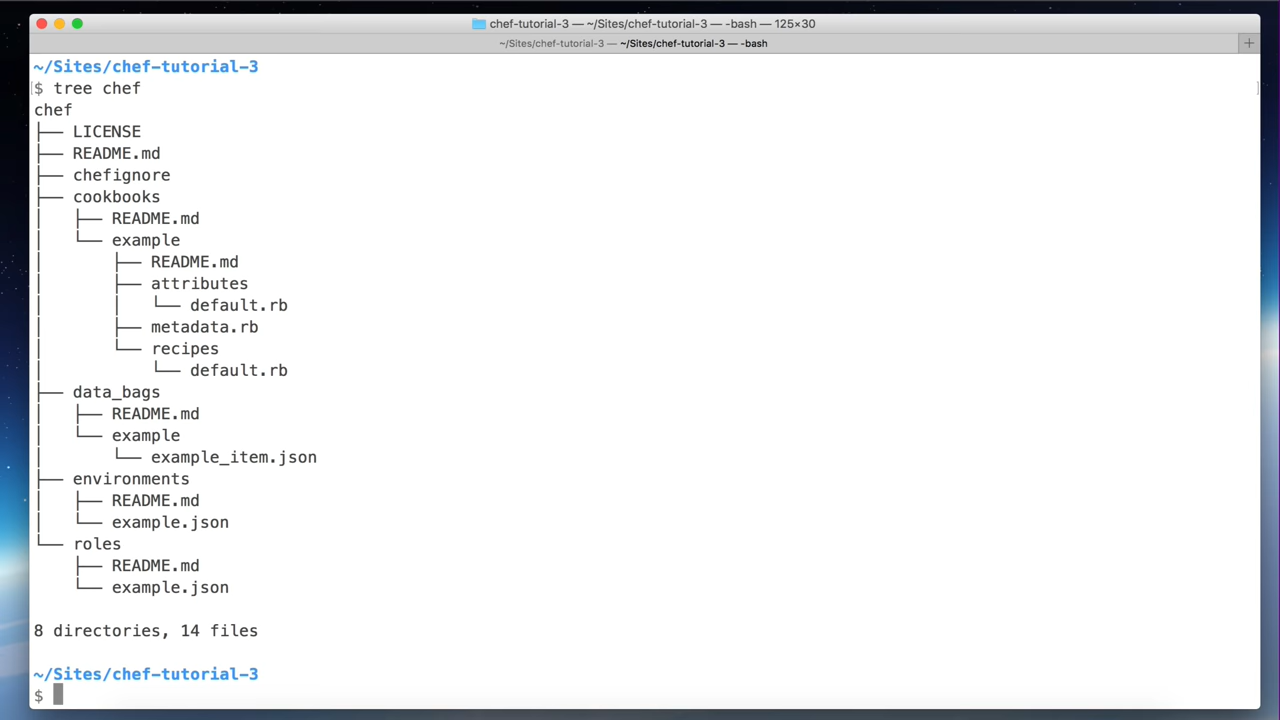 chef-tutorial-3 — ~/Sites/chef-tutorial-3 — -bash — 125×30
~/Sites/chef-tutorial-3 — ~/Sites/chef-tutorial-3 — -bash
~/Sites/chef-tutorial-3
$ tree chef
chef
├── LICENSE
├── README.md
├── chefignore
├── cookbooks
│   ├── README.md
│   └── example
│       ├── README.md
│       ├── attributes
│       │   └── default.rb
│       ├── metadata.rb
│       └── recipes
│           └── default.rb
├── data_bags
│   ├── README.md
│   └── example
│       └── example_item.json
├── environments
│   ├── README.md
│   └── example.json
└── roles
    ├── README.md
    └── example.json
8 directories, 14 files
~/Sites/chef-tutorial-3
$